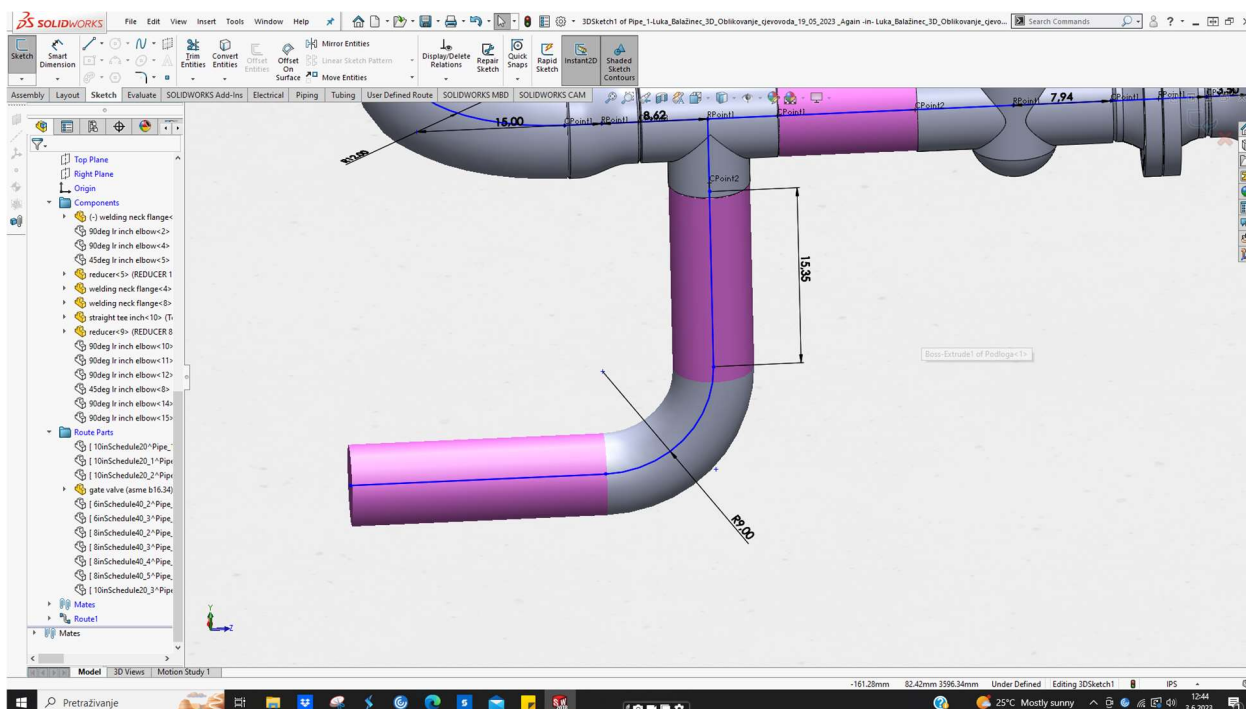 SOLIDWORKS File Edit View Insert Tools Window Help 3DSketch1 of Pipe_1-Luka_Balažinec_3D_Oblikovanje_cjevovoda_19_05_2023 _Again -in- Luka_Balažinec_3D_Oblikovanje_cjevo... Search Commands
Sketch Smart Dimension Trim Entities Convert Entities Offset Entities Offset On Surface Mirror Entities Linear Sketch Pattern Move Entities Display/Delete Relations Repair Sketch Quick Snaps Rapid Sketch Instant2D Shaded Sketch Contours
Assembly Layout Sketch Evaluate SOLIDWORKS Add-Ins Electrical Piping Tubing User Defined Route SOLIDWORKS MBD SOLIDWORKS CAM
Top Plane
Right Plane
Origin
Components
(-) welding neck flange<
90deg lr inch elbow<2>
90deg lr inch elbow<4>
45deg lr inch elbow<5>
reducer<5> (REDUCER 1
welding neck flange<4>
welding neck flange<8>
straight tee inch<10> (T
reducer<9> (REDUCER 8
90deg lr inch elbow<10>
90deg lr inch elbow<11>
90deg lr inch elbow<12>
45deg lr inch elbow<8>
90deg lr inch elbow<14>
90deg lr inch elbow<15>
Route Parts
[ 10inSchedule20^Pipe_
[ 10inSchedule20_1^Pipe
[ 10inSchedule20_2^Pipe
gate valve (asme b16.34)
[ 6inSchedule40_2^Pipe_
[ 6inSchedule40_3^Pipe_
[ 8inSchedule40_2^Pipe_
[ 8inSchedule40_3^Pipe_
[ 8inSchedule40_4^Pipe_
[ 8inSchedule40_5^Pipe_
[ 10inSchedule20_3^Pipe
Mates
Route1
Mates
15,00 CPoint1 RPoint1 8,62 RPoint1 CPoint1 CPoint2 RPoint1 7,94 CPoint1 RPoint1 3,50
CPoint2
15,35
Boss-Extrude1 of Podloga<1>
R9,00
Y
Z
Model 3D Views Motion Study 1
-161.28mm 82.42mm 3596.34mm Under Defined Editing 3DSketch1 IPS
Pretraživanje 25°C Mostly sunny 12:44
3.6.2023.